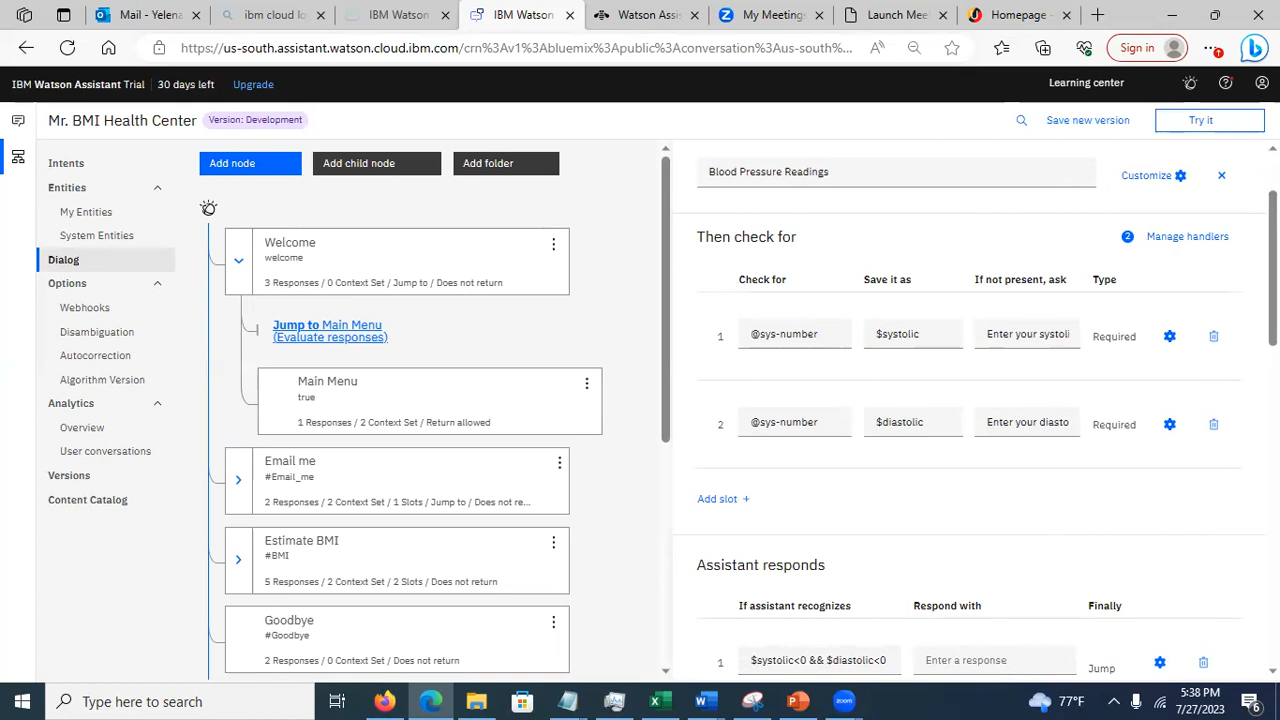 Mail - Yelena
ibm cloud lo
IBM Watson
IBM Watson
Watson Assi
My Meetings
Launch Mee
Homepage -
https://us-south.assistant.watson.cloud.ibm.com/crn%3Av1%3Abluemix%3Apublic%3Aconversation%3Aus-south%...
Sign in
IBM Watson Assistant Trial
30 days left
Upgrade
Learning center
Mr. BMI Health Center
Version: Development
Save new version
Try it
Intents
Entities
My Entities
System Entities
Dialog
Options
Webhooks
Disambiguation
Autocorrection
Algorithm Version
Analytics
Overview
User conversations
Versions
Content Catalog
Add node
Add child node
Add folder
Welcome
welcome
3 Responses / 0 Context Set / Jump to / Does not return
Jump to Main Menu
(Evaluate responses)
Main Menu
true
1 Responses / 2 Context Set / Return allowed
Email me
#Email_me
2 Responses / 2 Context Set / 1 Slots / Jump to / Does not re...
Estimate BMI
#BMI
5 Responses / 2 Context Set / 2 Slots / Does not return
Goodbye
#Goodbye
2 Responses / 0 Context Set / Does not return
Blood Pressure Readings
Customize
Then check for
2 Manage handlers
Check for
Save it as
If not present, ask
Type
1 @sys-number $systolic Enter your systoli Required
2 @sys-number $diastolic Enter your diasto Required
Add slot +
Assistant responds
If assistant recognizes
Respond with
Finally
1 $systolic<0 && $diastolic<0 Enter a response Jump
Type here to search
77°F
5:38 PM
7/27/2023
6